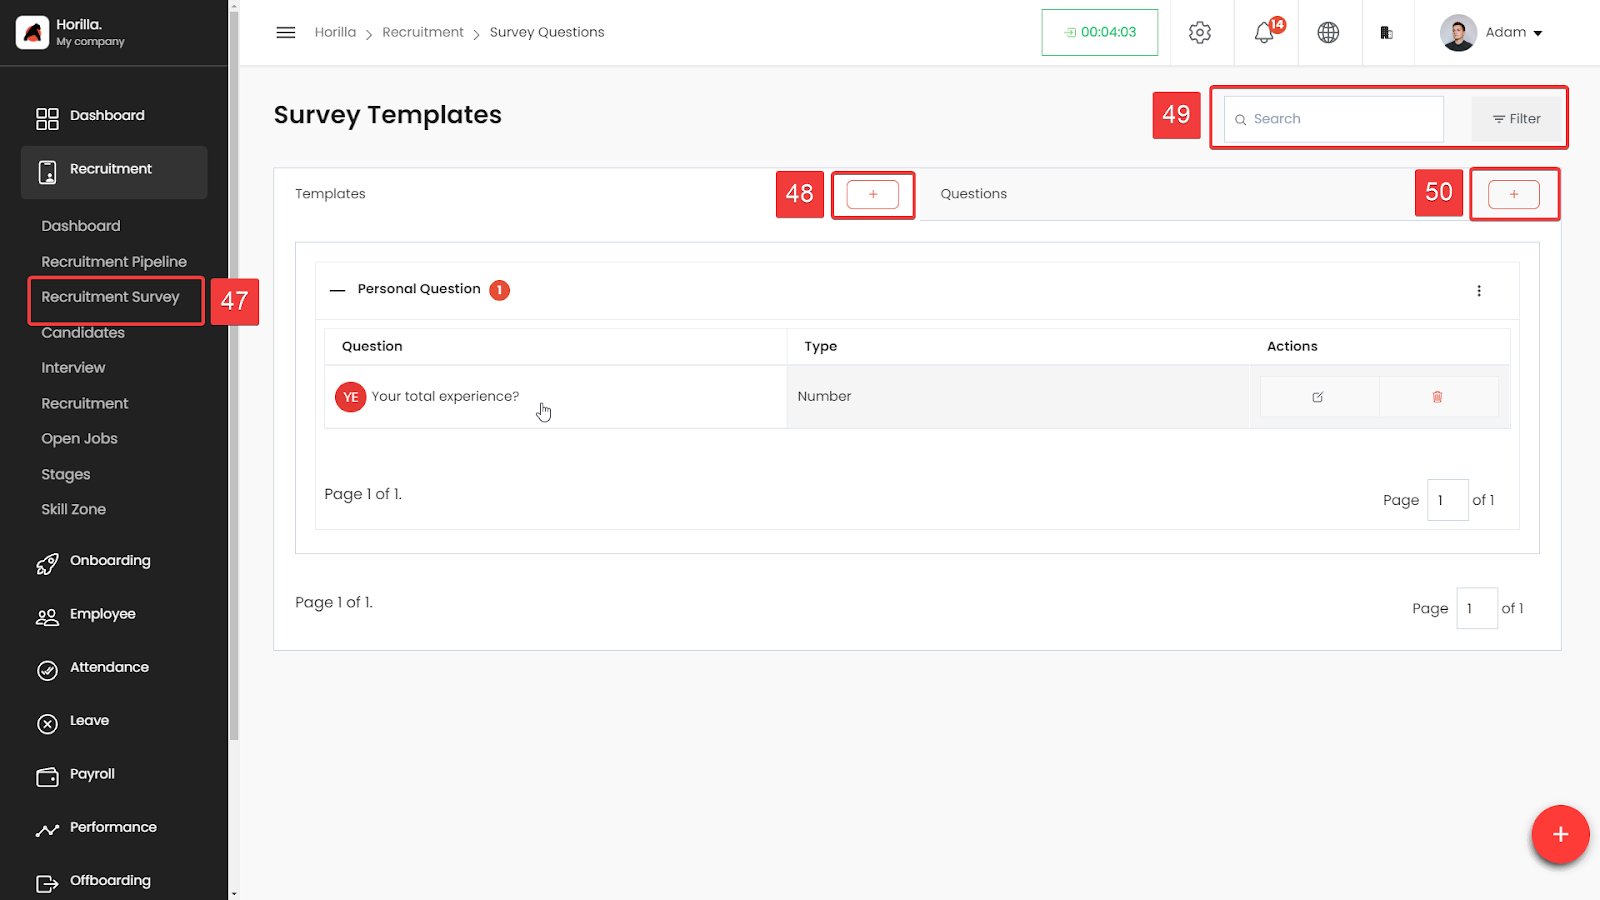 Horilla.
My company
Horilla
Recruitment
Survey Questions
00:04:03
14
Adam
Dashboard
Recruitment
Dashboard
Recruitment Pipeline
Recruitment Survey
47
Candidates
Interview
Recruitment
Open Jobs
Stages
Skill Zone
Onboarding
Employee
Attendance
Leave
Payroll
Performance
Offboarding
Survey Templates
49
Search
Filter
Templates
48
+
Questions
50
+
Personal Question 1
Question
Type
Actions
YE Your total experience?
Number
Page 1 of 1.
Page 1 of 1
Page 1 of 1.
Page 1 of 1
+